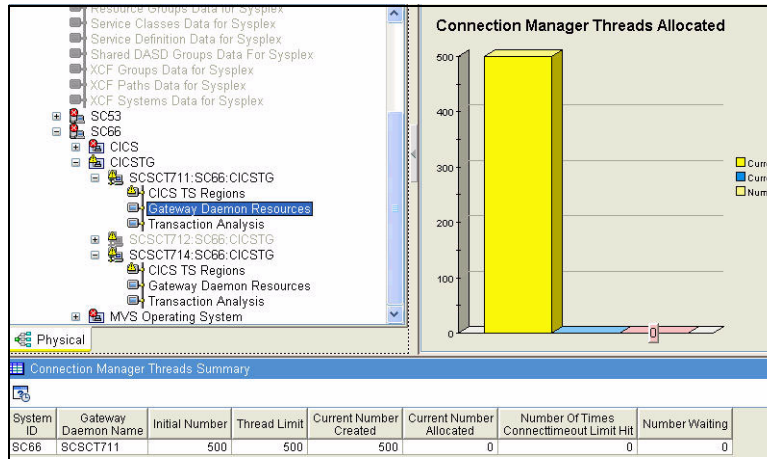 Resource Groups Data for Sysplex
Service Classes Data for Sysplex
Service Definition Data for Sysplex
Shared DASD Groups Data For Sysplex
XCF Groups Data for Sysplex
XCF Paths Data for Sysplex
XCF Systems Data for Sysplex
SC53
SC66
CICS
CICSTG
SCSCT711:SC66:CICSTG
CICS TS Regions
Gateway Daemon Resources
Transaction Analysis
SCSCT712:SC66:CICSTG
SCSCT714:SC66:CICSTG
CICS TS Regions
Gateway Daemon Resources
Transaction Analysis
MVS Operating System
Physical
Connection Manager Threads Allocated
500
400
300
200
100
0
0
Curre
Curre
Num
Connection Manager Threads Summary
System ID Gateway Daemon Name Initial Number Thread Limit Current Number Created Current Number Allocated Number Of Times Connecttimeout Limit Hit Number Waiting
SC66 SCSCT711 500 500 500 0 0 0